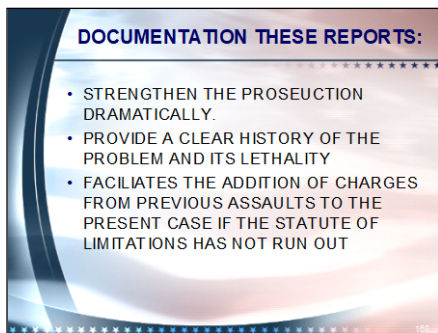 DOCUMENTATION THESE REPORTS:
• STRENGTHEN THE PROSEUCTION
DRAMATICALLY.
• PROVIDE A CLEAR HISTORY OF THE
PROBLEM AND ITS LETHALITY
• FACILIATES THE ADDITION OF CHARGES
FROM PREVIOUS ASSAULTS TO THE
PRESENT CASE IF THE STATUTE OF
LIMITATIONS HAS NOT RUN OUT